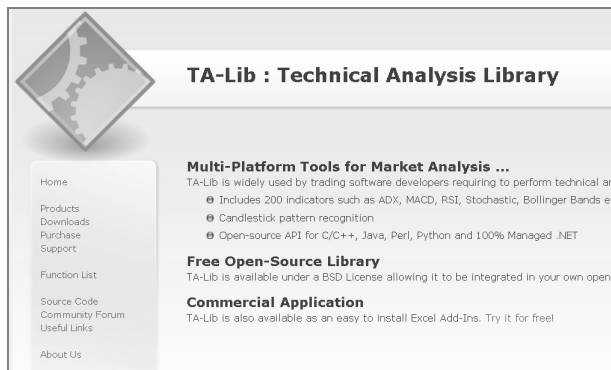 TA-Lib : Technical Analysis Library
Home
Products
Downloads
Purchase
Support
Function List
Source Code
Community Forum
Useful Links
About Us
Multi-Platform Tools for Market Analysis ...
TA-Lib is widely used by trading software developers requiring to perform technical
Includes 200 indicators such as ADX, MACD, RSI, Stochastic, Bollinger Bands
Candlestick pattern recognition
Open-source API for C/C++, Java, Perl, Python and 100% Managed .NET
Free Open-Source Library
TA-Lib is available under a BSD License allowing it to be integrated in your own open
Commercial Application
TA-Lib is also available as an easy to install Excel Add-Ins. Try it for free!